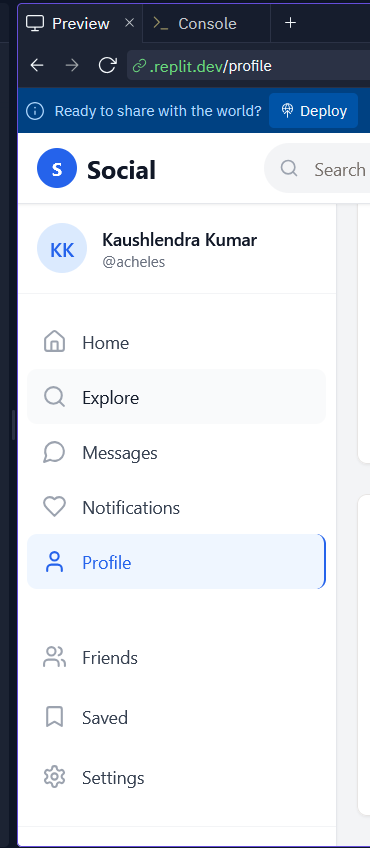 Preview
Console
.replit.dev/profile
Ready to share with the world? Deploy
S Social
Search
KK Kaushlendra Kumar
@acheles
Home
Explore
Messages
Notifications
Profile
Friends
Saved
Settings